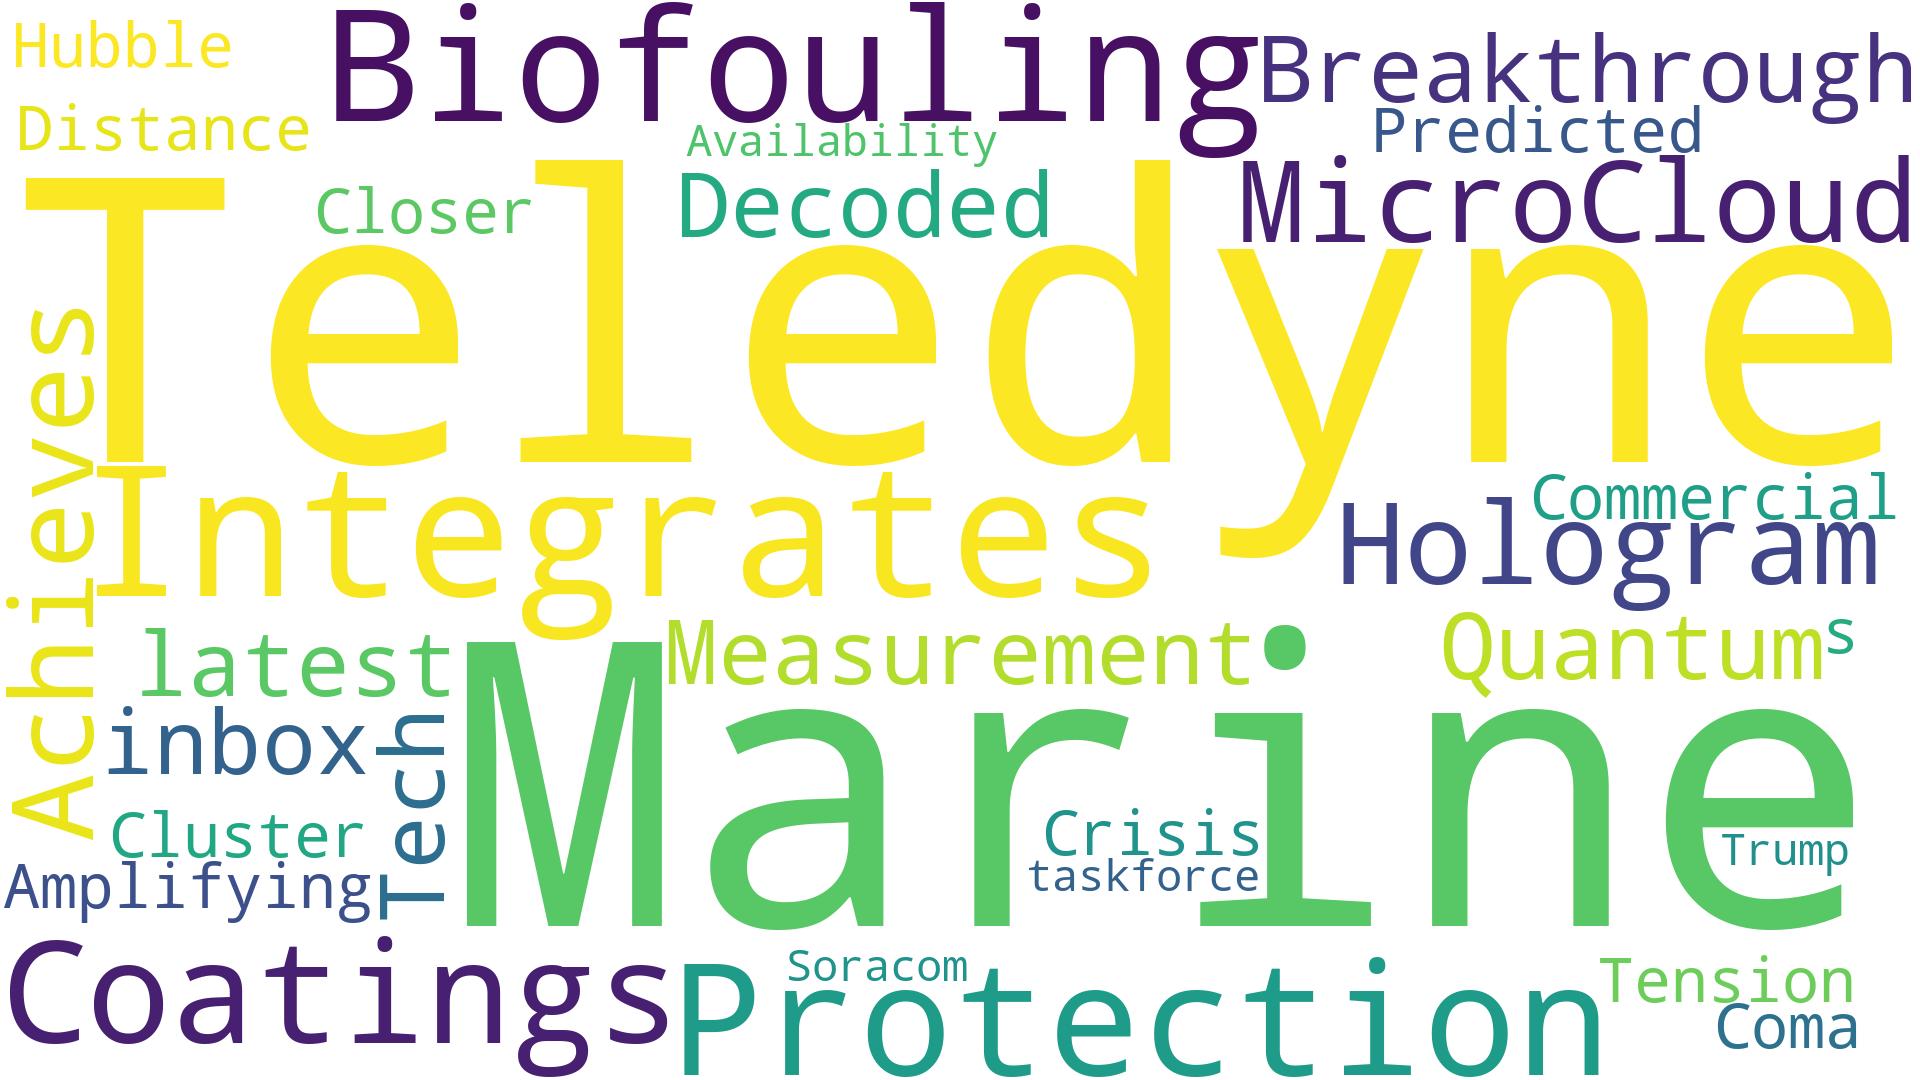 Hubble
Biofouling
Breakthrough
Distance
Availability
Predicted
Closer
Decoded
MicroCloud
Teledyne
Achieves
Integrates
Commercial
Hologram
latest
Measurement
Quantum
s
inbox
Tech
Marine
Cluster
Crisis
Trump
Amplifying
taskforce
Coatings
Soracom
Protection
Tension
Coma